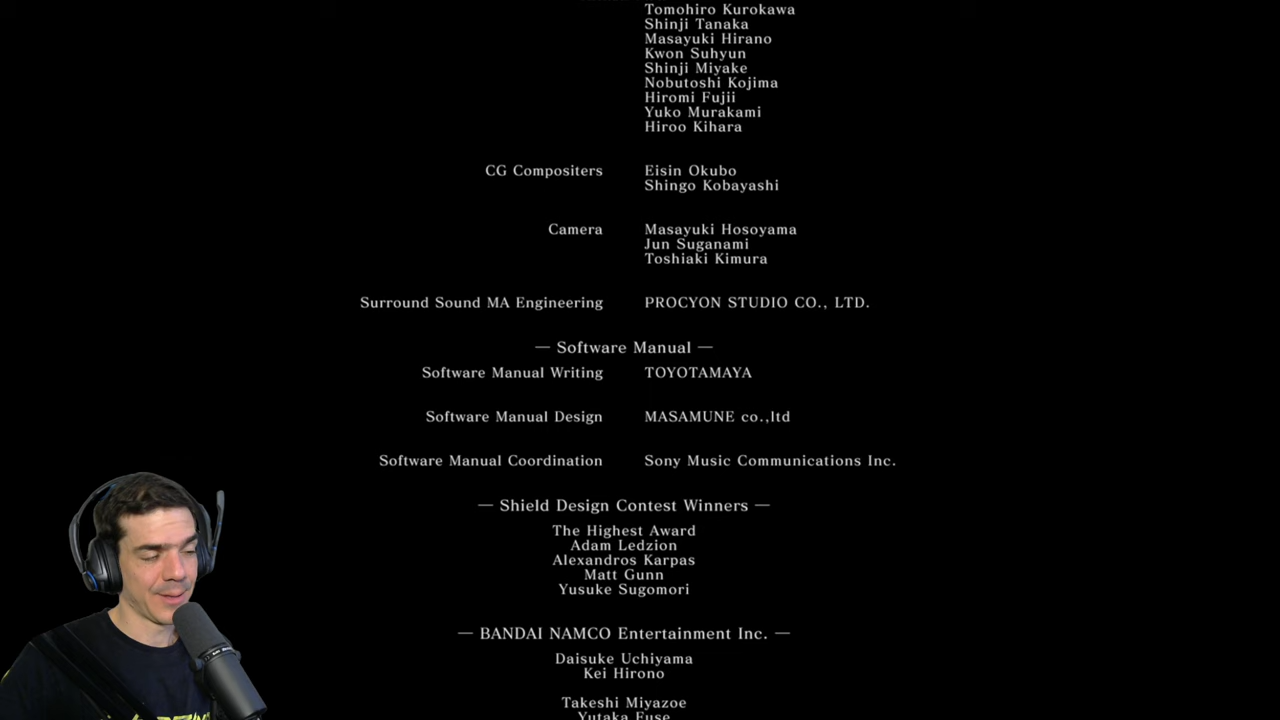 Tomohiro Kurokawa
Shinji Tanaka
Masayuki Hirano
Kwon Suhyun
Shinji Miyake
Nobutoshi Kojima
Hiromi Fujii
Yuko Murakami
Hiroo Kihara
CG Compositers Eisin Okubo
Shingo Kobayashi
Camera Masayuki Hosoyama
Jun Suganami
Toshiaki Kimura
Surround Sound MA Engineering PROCYON STUDIO CO., LTD.
— Software Manual —
Software Manual Writing TOYOTAMAYA
Software Manual Design MASAMUNE co.,ltd
Software Manual Coordination Sony Music Communications Inc.
— Shield Design Contest Winners —
The Highest Award
Adam Ledzion
Alexandros Karpas
Matt Gunn
Yusuke Sugomori
— BANDAI NAMCO Entertainment Inc. —
Daisuke Uchiyama
Kei Hirono
Takeshi Miyazoe
Yutaka Fuse